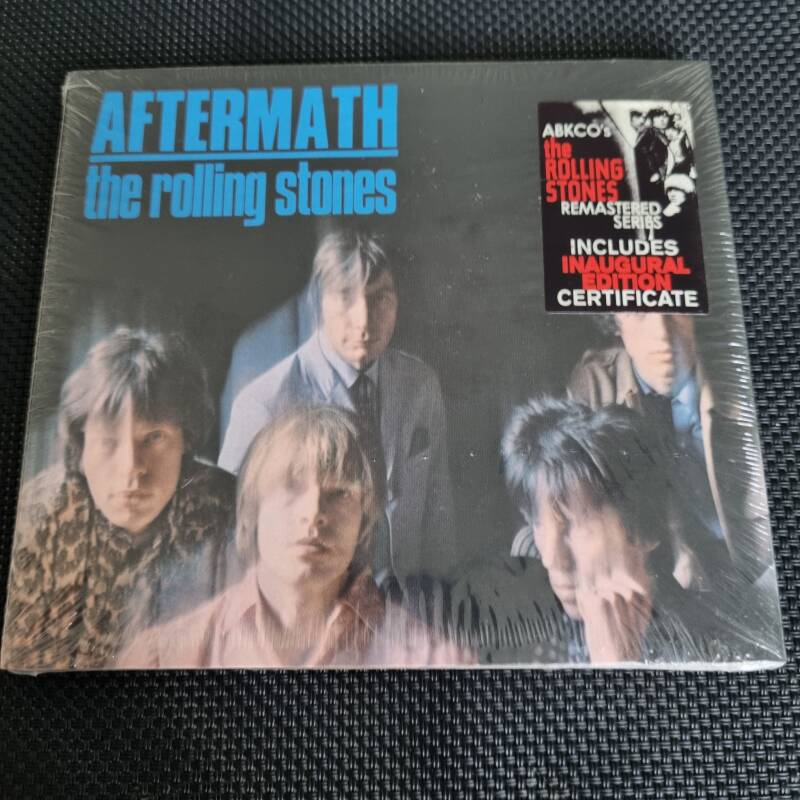 AFTERMATH
the rolling stones
ABKCO's
the
ROLLING
STONES
REMASTERED
SERIES
INCLUDES
INAUGURAL
EDITION
CERTIFICATE